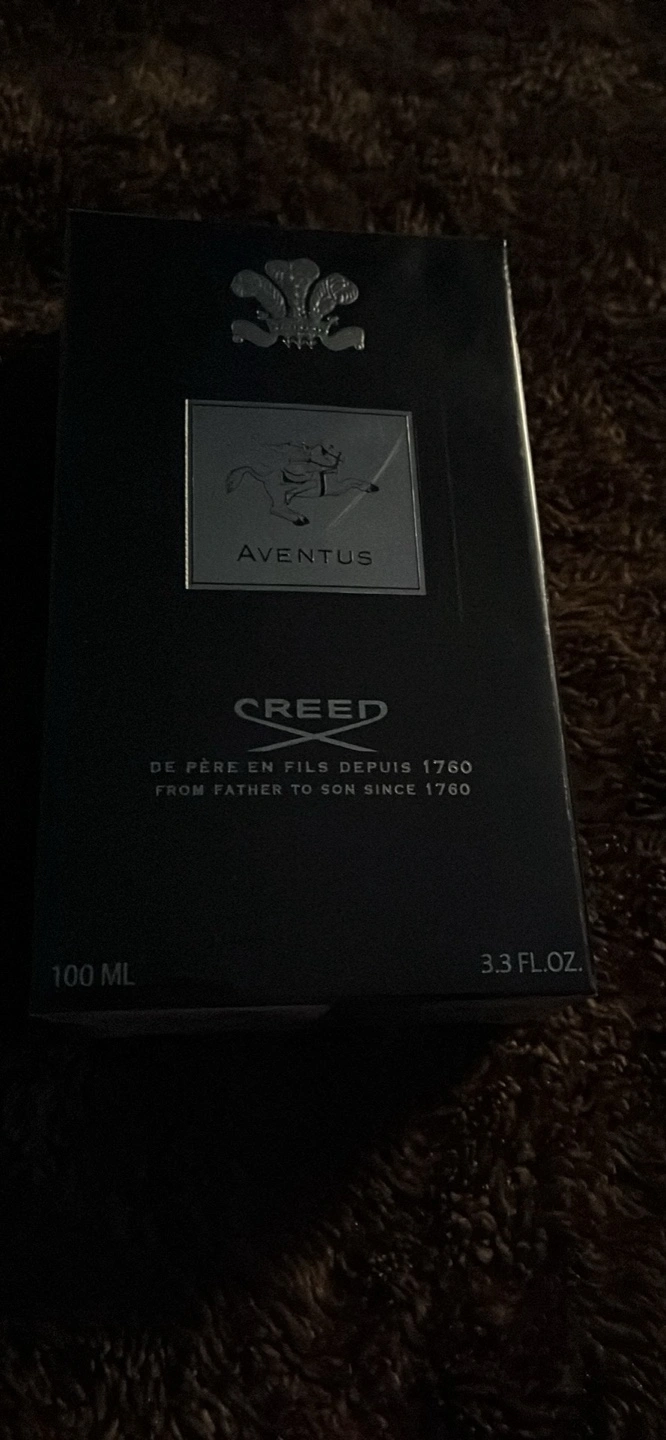 AVENTUS
CREED
DE PÈRE EN FILS DEPUIS 1760
FROM FATHER TO SON SINCE 1760
100 ML
3.3 FL.OZ.